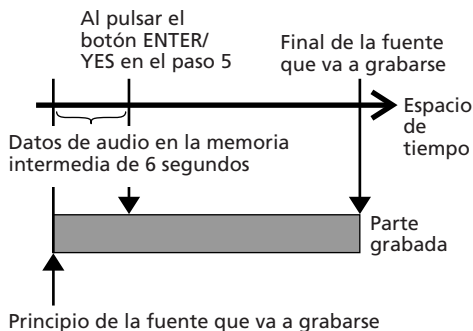 Al pulsar el
botón ENTER/
YES en el paso 5
Final de la fuente
que va a grabarse
Espacio
de
tiempo
Datos de audio en la memoria
intermedia de 6 segundos
Parte
grabada
Principio de la fuente que va a grabarse